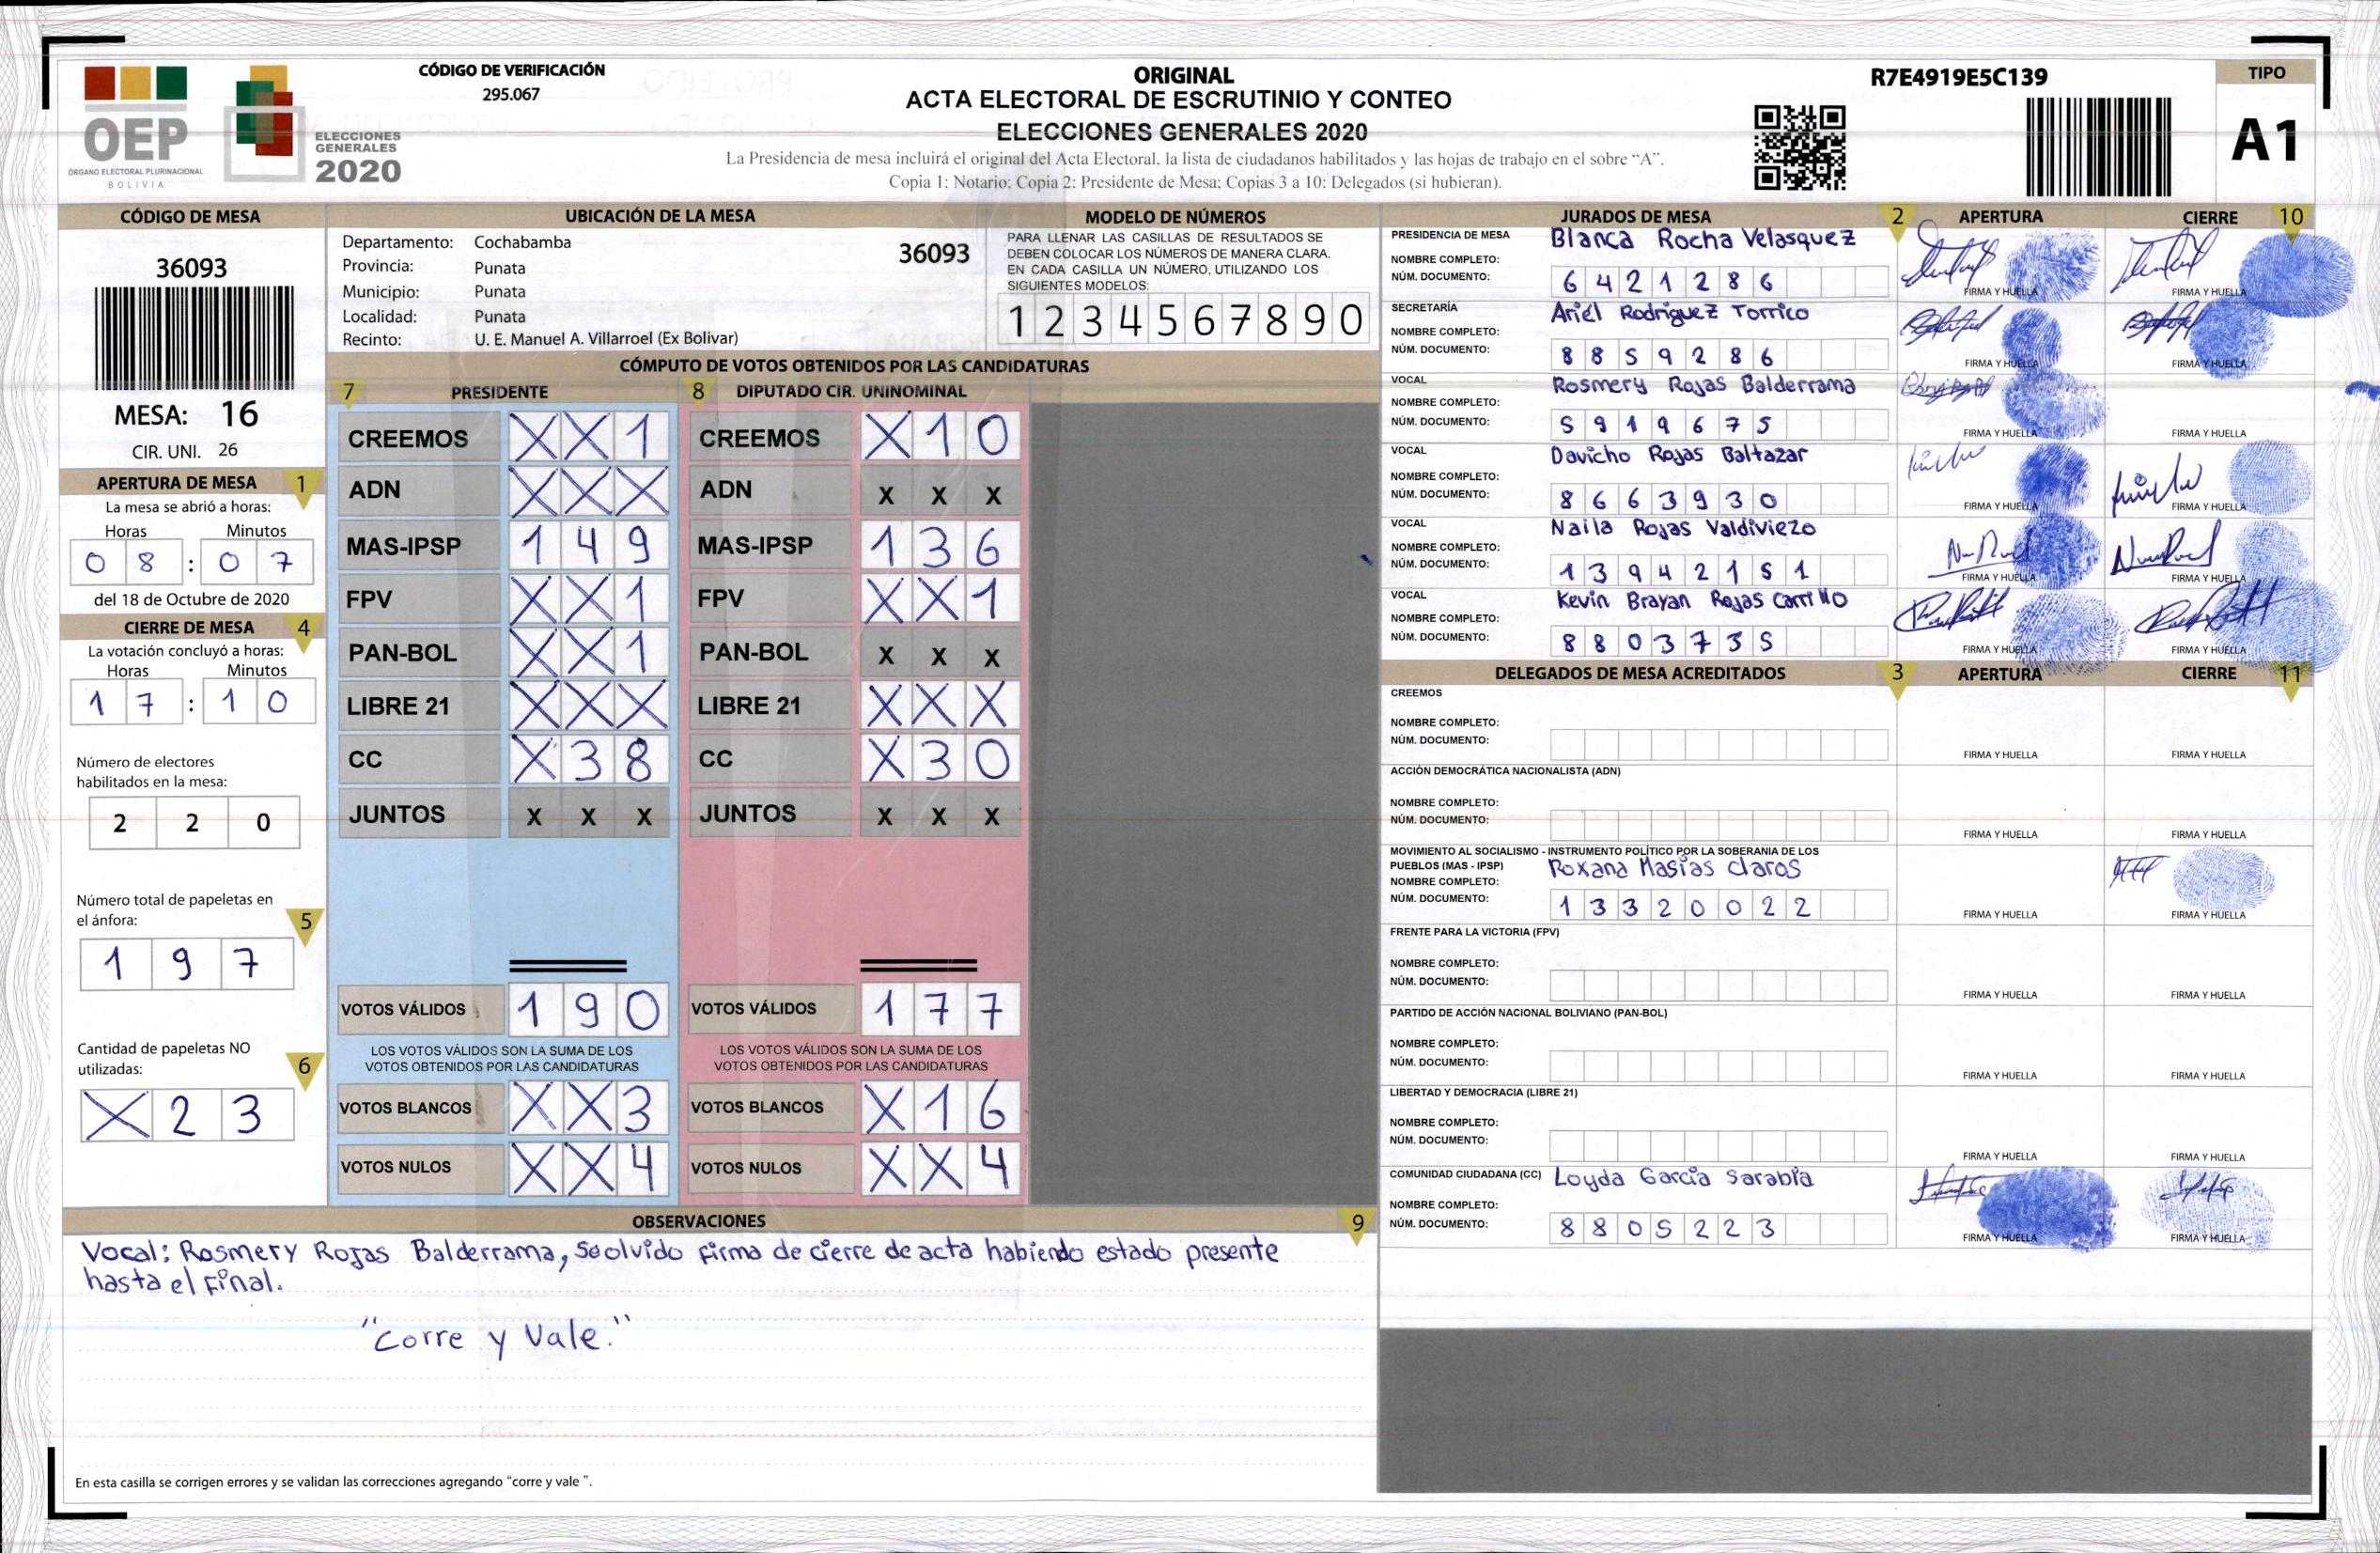 OEP
ÓRGANO ELECTORAL PLURINACIONAL
BOLIVIA
ELECCIONES
GENERALES
2020
CÓDIGO DE VERIFICACIÓN
295.067
ORIGINAL
ACTA ELECTORAL DE ESCRUTINIO Y CONTEO
ELECCIONES GENERALES 2020
La Presidencia de mesa incluirá el original del Acta Electoral, la lista de ciudadanos habilitados y las hojas de trabajo en el sobre “A”.
Copia 1: Notario; Copia 2: Presidente de Mesa; Copias 3 a 10: Delegados (si hubieran).
R7E4919E5C139
TIPO
A1
CÓDIGO DE MESA
36093
MESA: 16
CIR. UNI. 26
APERTURA DE MESA 1
La mesa se abrió a horas:
Horas Minutos
0 8 : 0 7
del 18 de Octubre de 2020
CIERRE DE MESA 4
La votación concluyó a horas:
Horas Minutos
1 7 : 1 0
Número de electores
habilitados en la mesa:
2 2 0
Número total de papeletas en
el ánfora: 5
1 9 7
Cantidad de papeletas NO
utilizadas: 6
X 2 3
UBICACIÓN DE LA MESA
Departamento: Cochabamba 36093
Provincia: Punata
Municipio: Punata
Localidad: Punata
Recinto: U. E. Manuel A. Villarroel (Ex Bolivar)
MODELO DE NÚMEROS
PARA LLENAR LAS CASILLAS DE RESULTADOS SE
DEBEN COLOCAR LOS NÚMEROS DE MANERA CLARA.
EN CADA CASILLA UN NÚMERO, UTILIZANDO LOS
SIGUIENTES MODELOS:
1 2 3 4 5 6 7 8 9 0
CÓMPUTO DE VOTOS OBTENIDOS POR LAS CANDIDATURAS
7 PRESIDENTE 8 DIPUTADO CIR. UNINOMINAL
CREEMOS X X 1 CREEMOS X 1 0
ADN X X X ADN X X X
MAS-IPSP 1 4 9 MAS-IPSP 1 3 6
FPV X X 1 FPV X X 1
PAN-BOL X X 1 PAN-BOL X X X
LIBRE 21 X X X LIBRE 21 X X X
CC X 3 8 CC X 3 0
JUNTOS X X X JUNTOS X X X
VOTOS VÁLIDOS 1 9 0 VOTOS VÁLIDOS 1 7 7
LOS VOTOS VÁLIDOS SON LA SUMA DE LOS LOS VOTOS VÁLIDOS SON LA SUMA DE LOS
VOTOS OBTENIDOS POR LAS CANDIDATURAS VOTOS OBTENIDOS POR LAS CANDIDATURAS
VOTOS BLANCOS X X 3 VOTOS BLANCOS X 1 6
VOTOS NULOS X X 4 VOTOS NULOS X X 4
OBSERVACIONES 9
Vocal: Rosmery Rojas Balderrama, se olvido firma de cierre de acta habiendo estado presente
hasta el final.
"Corre y Vale."
En esta casilla se corrigen errores y se validan las correcciones agregando “corre y vale ”.
JURADOS DE MESA 2 APERTURA CIERRE 10
PRESIDENCIA DE MESA Blanca Rocha Velasquez
NOMBRE COMPLETO:
NÚM. DOCUMENTO: 6 4 2 1 2 8 6
FIRMA Y HUELLA FIRMA Y HUELLA
SECRETARÍA Ariel Rodriguez Torrico
NOMBRE COMPLETO:
NÚM. DOCUMENTO: 8 8 5 9 2 8 6
FIRMA Y HUELLA FIRMA Y HUELLA
VOCAL Rosmery Rojas Balderrama
NOMBRE COMPLETO:
NÚM. DOCUMENTO: 5 9 1 9 6 7 5
FIRMA Y HUELLA FIRMA Y HUELLA
VOCAL Davicho Rojas Baltazar
NOMBRE COMPLETO:
NÚM. DOCUMENTO: 8 6 6 3 9 3 0
FIRMA Y HUELLA FIRMA Y HUELLA
VOCAL Naila Rojas Valdiviezo
NOMBRE COMPLETO:
NÚM. DOCUMENTO: 1 3 9 4 2 1 5 1
FIRMA Y HUELLA FIRMA Y HUELLA
VOCAL Kevin Brayan Rojas Carrillo
NOMBRE COMPLETO:
NÚM. DOCUMENTO: 8 8 0 3 7 3 5
FIRMA Y HUELLA FIRMA Y HUELLA
DELEGADOS DE MESA ACREDITADOS 3 APERTURA CIERRE 11
CREEMOS
NOMBRE COMPLETO:
NÚM. DOCUMENTO:
FIRMA Y HUELLA FIRMA Y HUELLA
ACCIÓN DEMOCRÁTICA NACIONALISTA (ADN)
NOMBRE COMPLETO:
NÚM. DOCUMENTO:
FIRMA Y HUELLA FIRMA Y HUELLA
MOVIMIENTO AL SOCIALISMO - INSTRUMENTO POLÍTICO POR LA SOBERANIA DE LOS
PUEBLOS (MAS - IPSP) Roxana Masias Claros
NOMBRE COMPLETO:
NÚM. DOCUMENTO: 1 3 3 2 0 0 2 2
FIRMA Y HUELLA FIRMA Y HUELLA
FRENTE PARA LA VICTORIA (FPV)
NOMBRE COMPLETO:
NÚM. DOCUMENTO:
FIRMA Y HUELLA FIRMA Y HUELLA
PARTIDO DE ACCIÓN NACIONAL BOLIVIANO (PAN-BOL)
NOMBRE COMPLETO:
NÚM. DOCUMENTO:
FIRMA Y HUELLA FIRMA Y HUELLA
LIBERTAD Y DEMOCRACIA (LIBRE 21)
NOMBRE COMPLETO:
NÚM. DOCUMENTO:
FIRMA Y HUELLA FIRMA Y HUELLA
COMUNIDAD CIUDADANA (CC) Loyda Garcia Sarabia
NOMBRE COMPLETO:
NÚM. DOCUMENTO: 8 8 0 5 2 2 3
FIRMA Y HUELLA FIRMA Y HUELLA